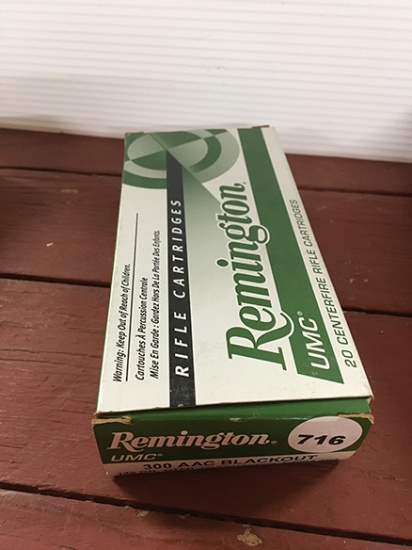 Warning: Keep Out of Reach of Children.
Cartouches À Percussion Centrale
Mise En Garde: Gardez Hors De La Portée Des Enfants.
RIFLE CARTRIDGES
Remington®
UMC®
20 CENTERFIRE RIFLE CARTRIDGES
Remington®
UMC®
716
300 AAC BLACKOUT